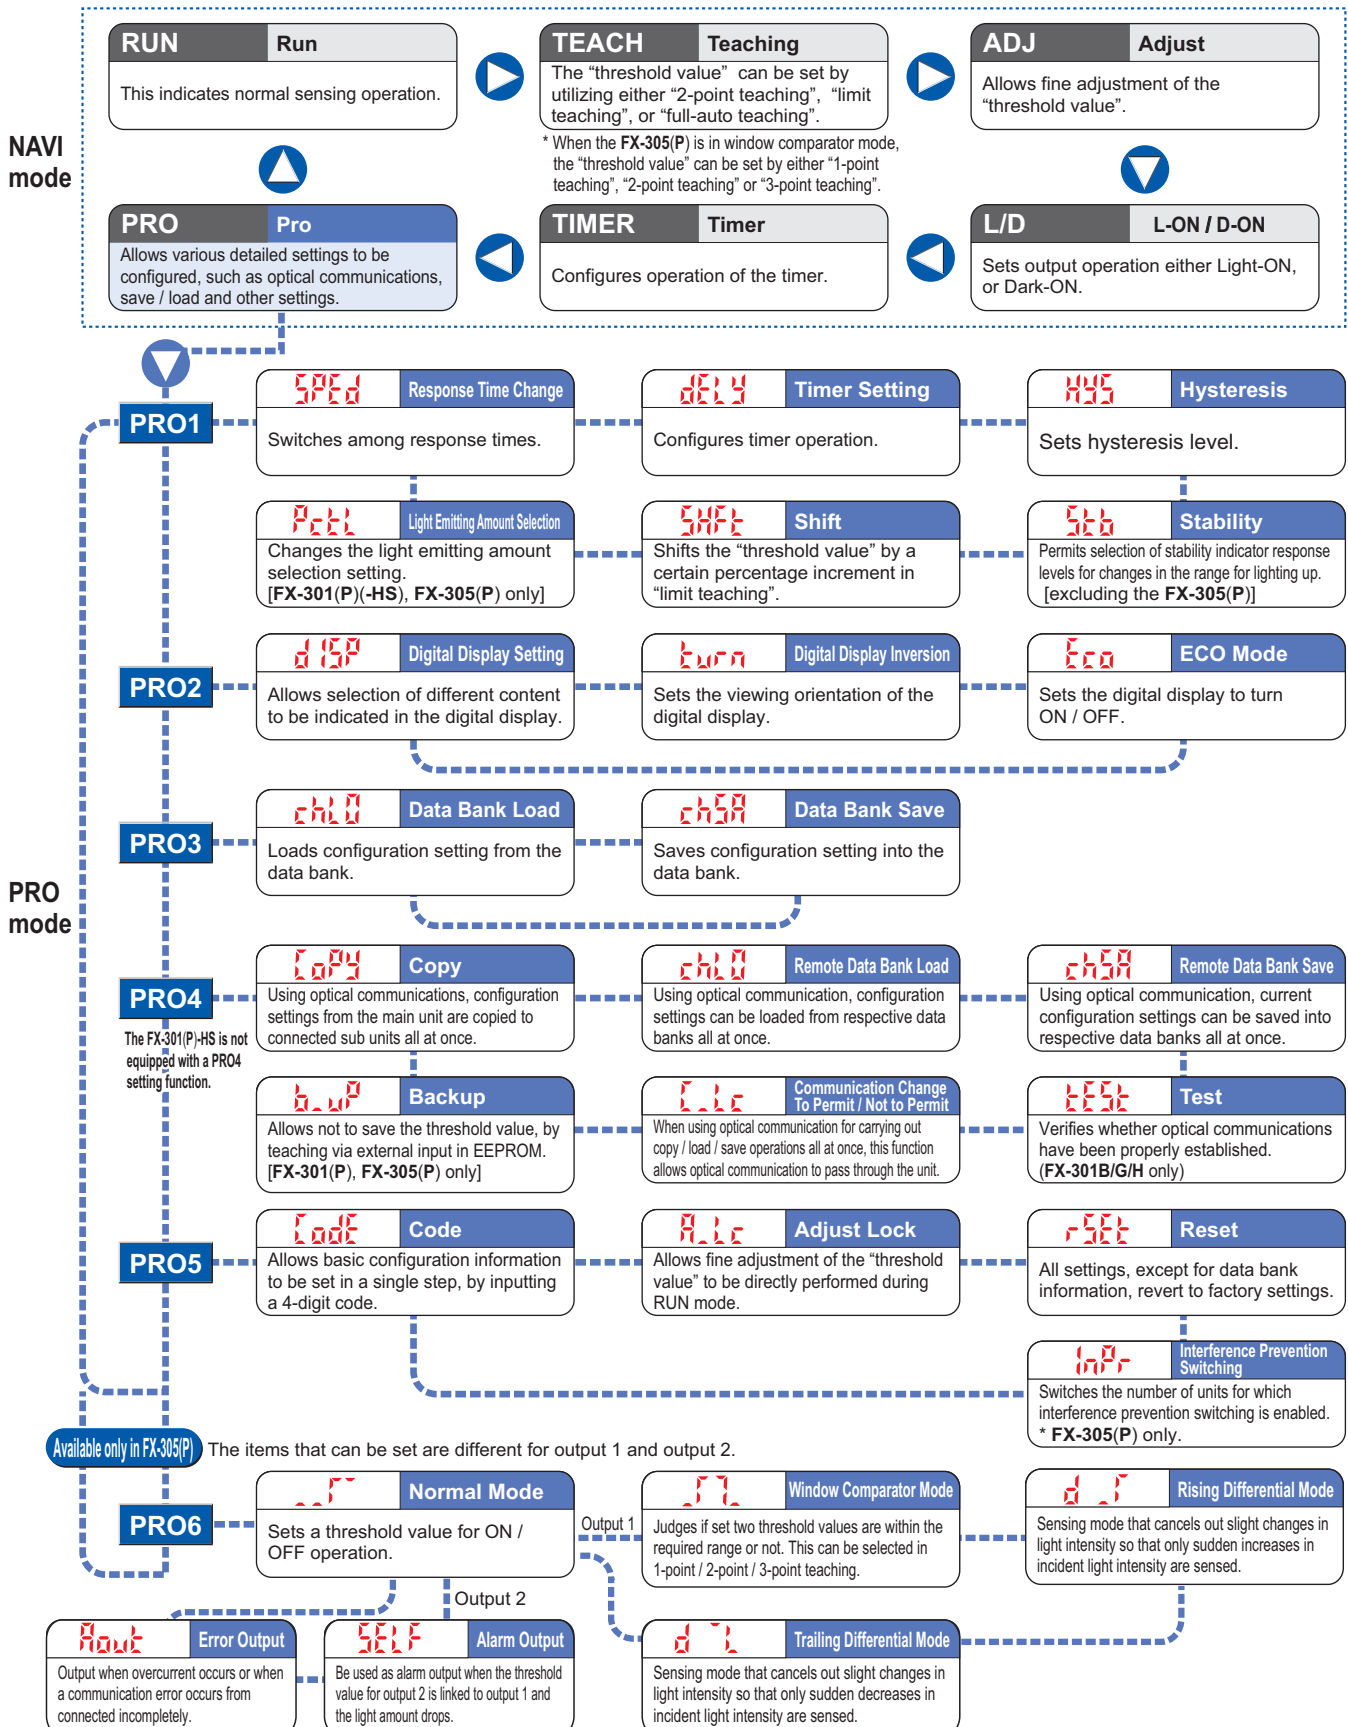 NAVI
mode
RUN Run
This indicates normal sensing operation.
TEACH Teaching
The “threshold value” can be set by
utilizing either “2-point teaching”, “limit
teaching”, or “full-auto teaching”.
* When the FX-305(P) is in window comparator mode,
the “threshold value” can be set by either “1-point
teaching”, “2-point teaching” or “3-point teaching”.
ADJ Adjust
Allows fine adjustment of the
“threshold value”.
PRO Pro
Allows various detailed settings to be
configured, such as optical communications,
save / load and other settings.
TIMER Timer
Configures operation of the timer.
L/D L-ON / D-ON
Sets output operation either Light-ON,
or Dark-ON.
PRO
mode
PRO1
SPEd Response Time Change
Switches among response times.
dELY Timer Setting
Configures timer operation.
HYS Hysteresis
Sets hysteresis level.
PctL Light Emitting Amount Selection
Changes the light emitting amount
selection setting.
[FX-301(P)(-HS), FX-305(P) only]
SHFt Shift
Shifts the “threshold value” by a
certain percentage increment in
“limit teaching”.
Stb Stability
Permits selection of stability indicator response
levels for changes in the range for lighting up.
[excluding the FX-305(P)]
PRO2
dISP Digital Display Setting
Allows selection of different content
to be indicated in the digital display.
turn Digital Display Inversion
Sets the viewing orientation of the
digital display.
Eco ECO Mode
Sets the digital display to turn
ON / OFF.
PRO3
chLO Data Bank Load
Loads configuration setting from the
data bank.
chSA Data Bank Save
Saves configuration setting into the
data bank.
PRO4
The FX-301(P)-HS is not
equipped with a PRO4
setting function.
CoPY Copy
Using optical communications, configuration
settings from the main unit are copied to
connected sub units all at once.
chLO Remote Data Bank Load
Using optical communication, configuration
settings can be loaded from respective data
banks all at once.
chSA Remote Data Bank Save
Using optical communication, current
configuration settings can be saved into
respective data banks all at once.
b_uP Backup
Allows not to save the threshold value, by
teaching via external input in EEPROM.
[FX-301(P), FX-305(P) only]
C_Lc Communication Change
To Permit / Not to Permit
When using optical communication for carrying out
copy / load / save operations all at once, this function
allows optical communication to pass through the unit.
tESt Test
Verifies whether optical communications
have been properly established.
(FX-301B/G/H only)
PRO5
CodE Code
Allows basic configuration information
to be set in a single step, by inputting
a 4-digit code.
A_Lc Adjust Lock
Allows fine adjustment of the “threshold
value” to be directly performed during
RUN mode.
rSEt Reset
All settings, except for data bank
information, revert to factory settings.
InPr Interference Prevention
Switching
Switches the number of units for which
interference prevention switching is enabled.
* FX-305(P) only.
Available only in FX-305(P) The items that can be set are different for output 1 and output 2.
PRO6
Normal Mode
Sets a threshold value for ON /
OFF operation.
Output 1
Window Comparator Mode
Judges if set two threshold values are within the
required range or not. This can be selected in
1-point / 2-point / 3-point teaching.
d Rising Differential Mode
Sensing mode that cancels out slight changes in
light intensity so that only sudden increases in
incident light intensity are sensed.
Output 2
Aout Error Output
Output when overcurrent occurs or when
a communication error occurs from
connected incompletely.
SELF Alarm Output
Be used as alarm output when the threshold
value for output 2 is linked to output 1 and
the light amount drops.
d Trailing Differential Mode
Sensing mode that cancels out slight changes in
light intensity so that only sudden decreases in
incident light intensity are sensed.